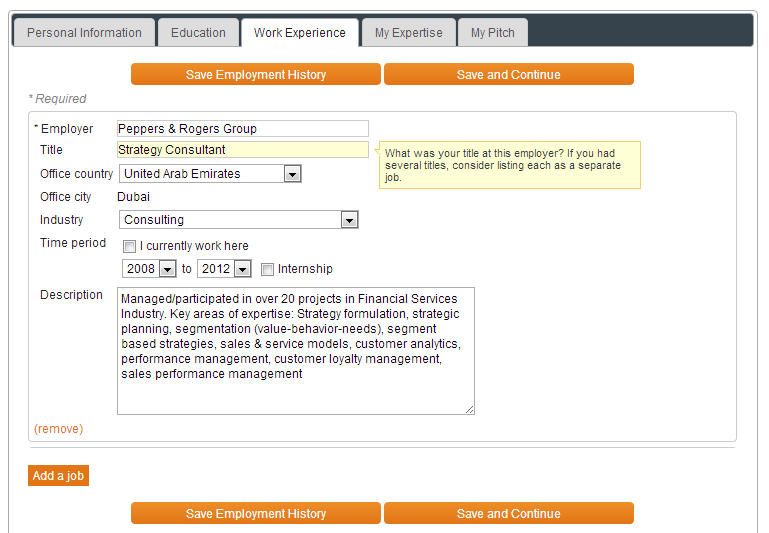 Personal Information Education Work Experience My Expertise My Pitch
Save Employment History Save and Continue
* Required
* Employer Peppers & Rogers Group
Title Strategy Consultant
What was your title at this employer? If you had
several titles, consider listing each as a separate
job.
Office country United Arab Emirates
Office city Dubai
Industry Consulting
Time period I currently work here
2008 to 2012 Internship
Description
Managed/participated in over 20 projects in Financial Services
Industry. Key areas of expertise: Strategy formulation, strategic
planning, segmentation (value-behavior-needs), segment
based strategies, sales & service models, customer analytics,
performance management, customer loyalty management,
sales performance management
(remove)
Add a job
Save Employment History Save and Continue